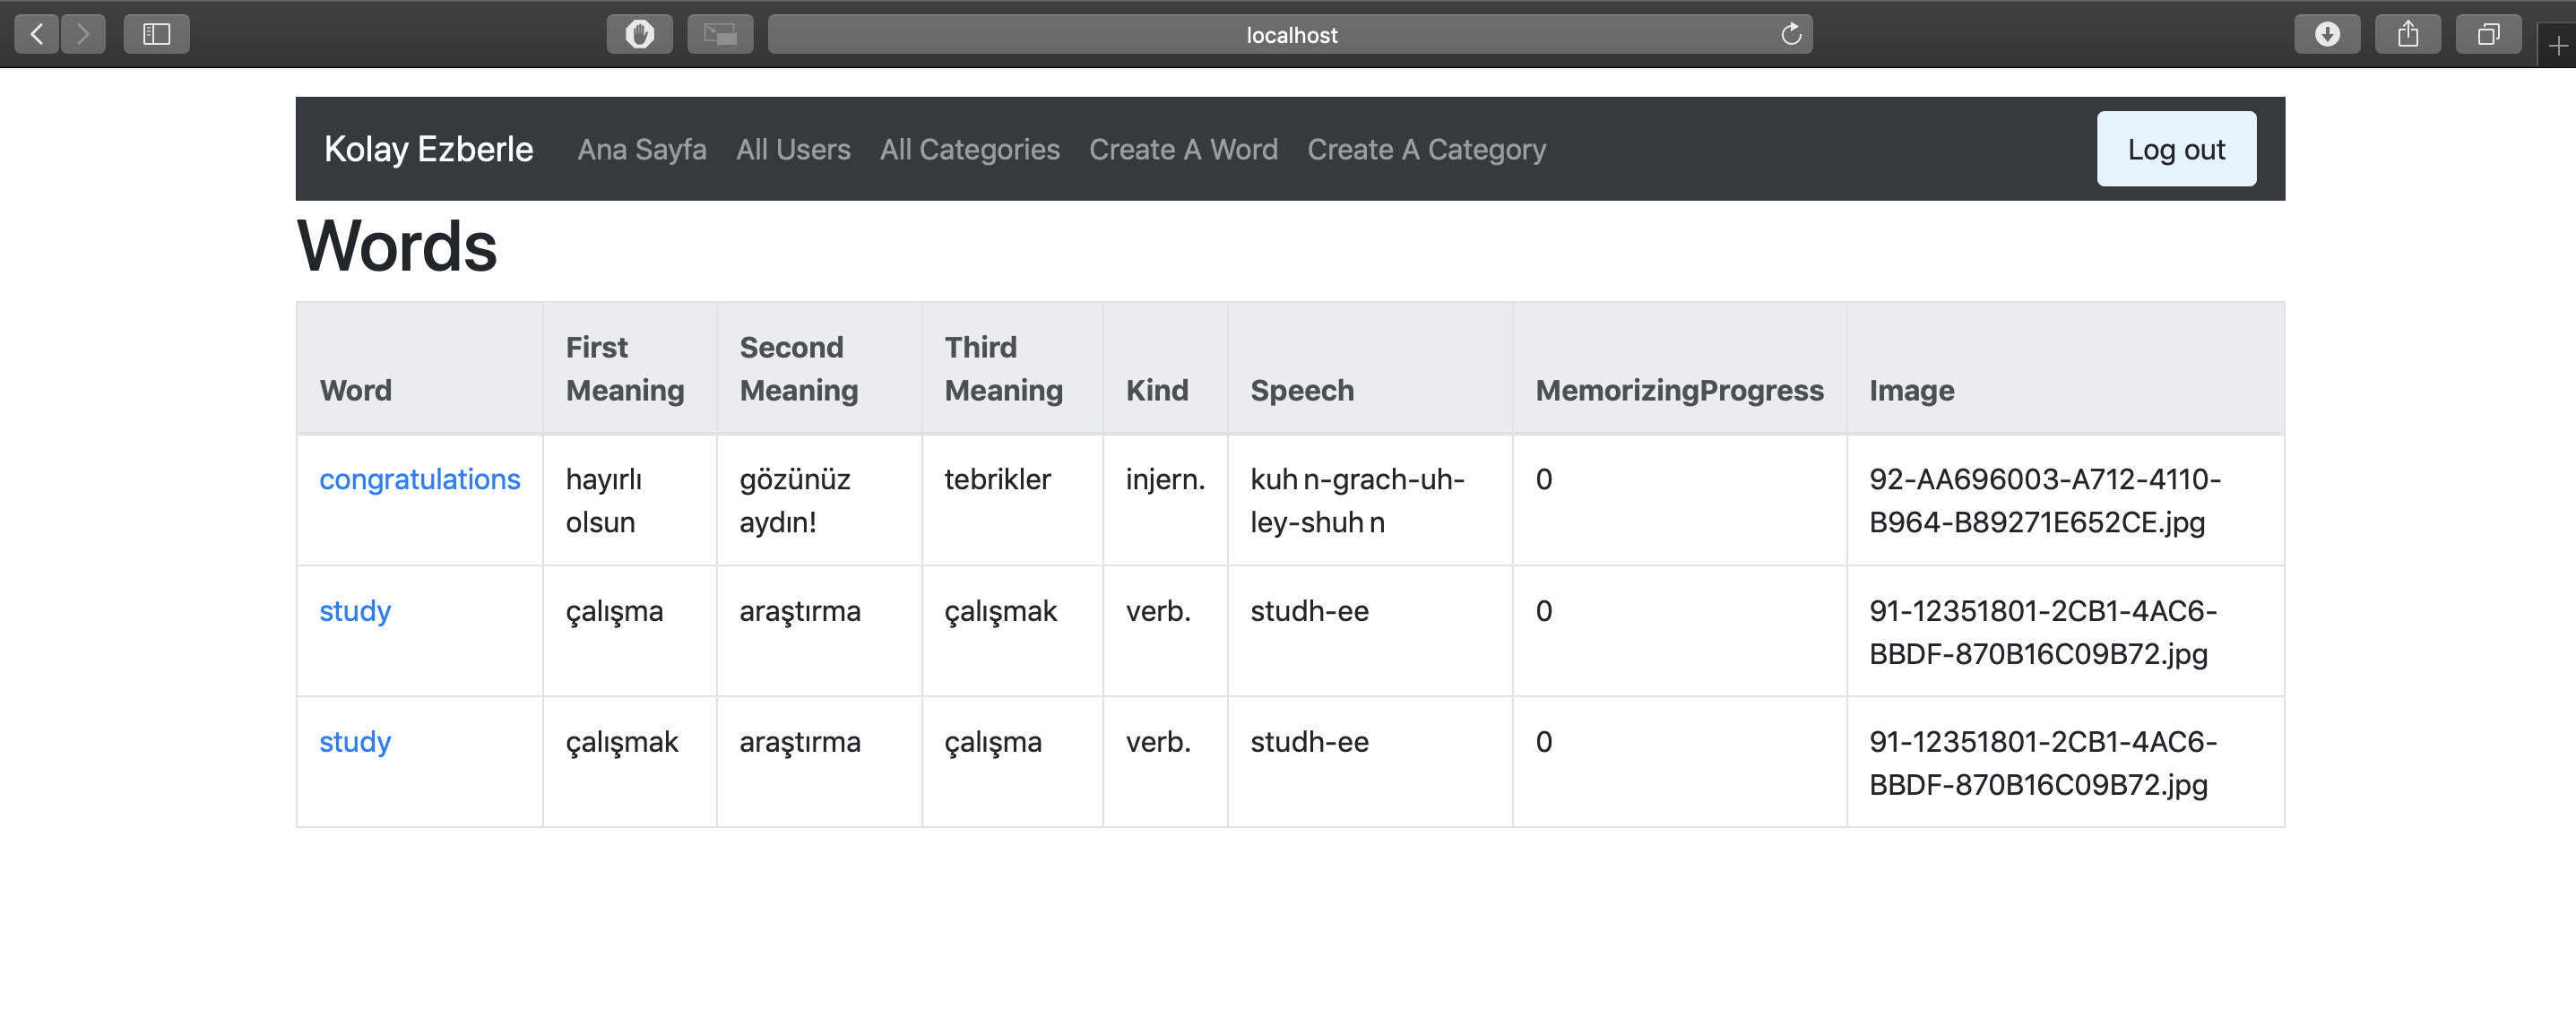 localhost
Kolay Ezberle Ana Sayfa All Users All Categories Create A Word Create A Category Log out
Words
First Second Third
Word Meaning Meaning Meaning Kind Speech MemorizingProgress Image
congratulations hayırlı gözünüz tebrikler injern. kuh n-grach-uh- 0 92-AA696003-A712-4110-
olsun aydın! ley-shuh n B964-B89271E652CE.jpg
study çalışma araştırma çalışmak verb. studh-ee 0 91-12351801-2CB1-4AC6-
BBDF-870B16C09B72.jpg
study çalışmak araştırma çalışma verb. studh-ee 0 91-12351801-2CB1-4AC6-
BBDF-870B16C09B72.jpg